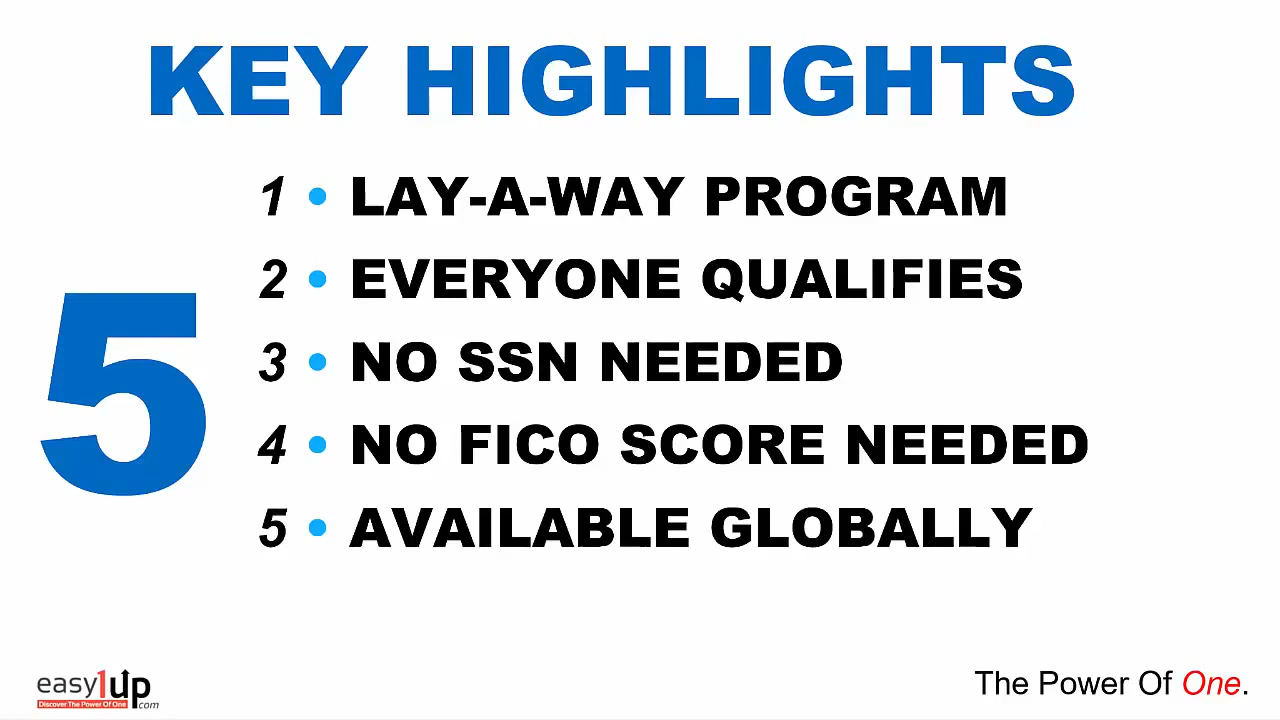 KEY HIGHLIGHTS
5
1 • LAY-A-WAY PROGRAM
2 • EVERYONE QUALIFIES
3 • NO SSN NEEDED
4 • NO FICO SCORE NEEDED
5 • AVAILABLE GLOBALLY
easy1up
Discover The Power Of One .com
The Power Of One.